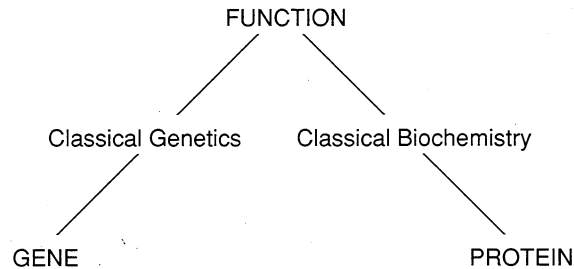 FUNCTION
Classical Genetics
Classical Biochemistry
GENE
PROTEIN